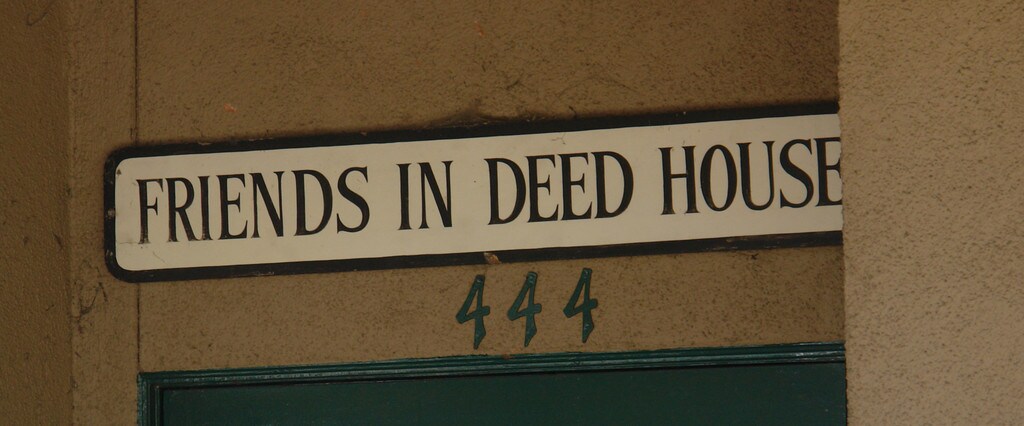 FRIENDS IN DEED HOUSE
444